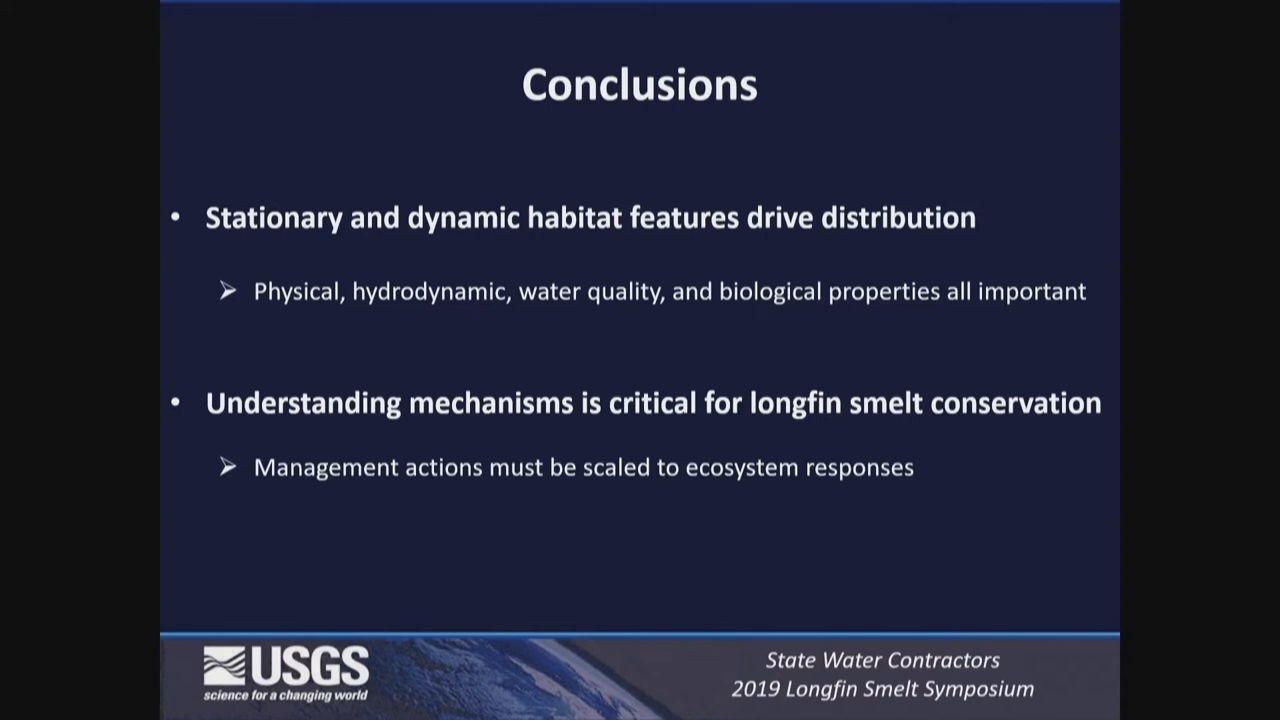 Conclusions
• Stationary and dynamic habitat features drive distribution
➢ Physical, hydrodynamic, water quality, and biological properties all important
• Understanding mechanisms is critical for longfin smelt conservation
➢ Management actions must be scaled to ecosystem responses
USGS
science for a changing world
State Water Contractors
2019 Longfin Smelt Symposium